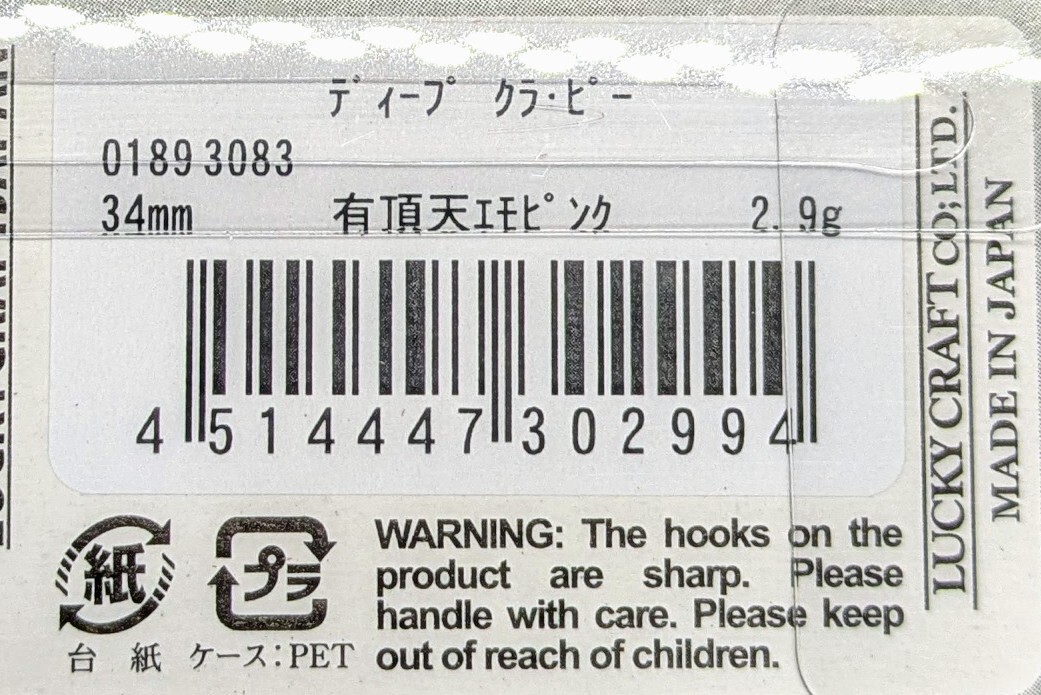 ディープ クラ・ピー
01893083
34mm 有頂天エモピンク 2.9g
4 514447 302994
紙
プラ
台紙 ケース:PET
WARNING: The hooks on the
product are sharp. Please
handle with care. Please keep
out of reach of children.
LUCKY CRAFT CO;LTD.
MADE IN JAPAN